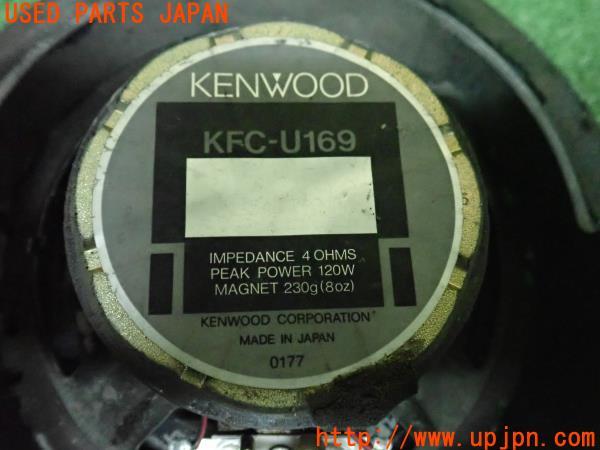 USED PARTS JAPAN
KENWOOD
KFC-U169
IMPEDANCE 4 OHMS
PEAK POWER 120W
MAGNET 230g(8oz)
KENWOOD CORPORATION
MADE IN JAPAN
0177
http://www.upjpn.com/